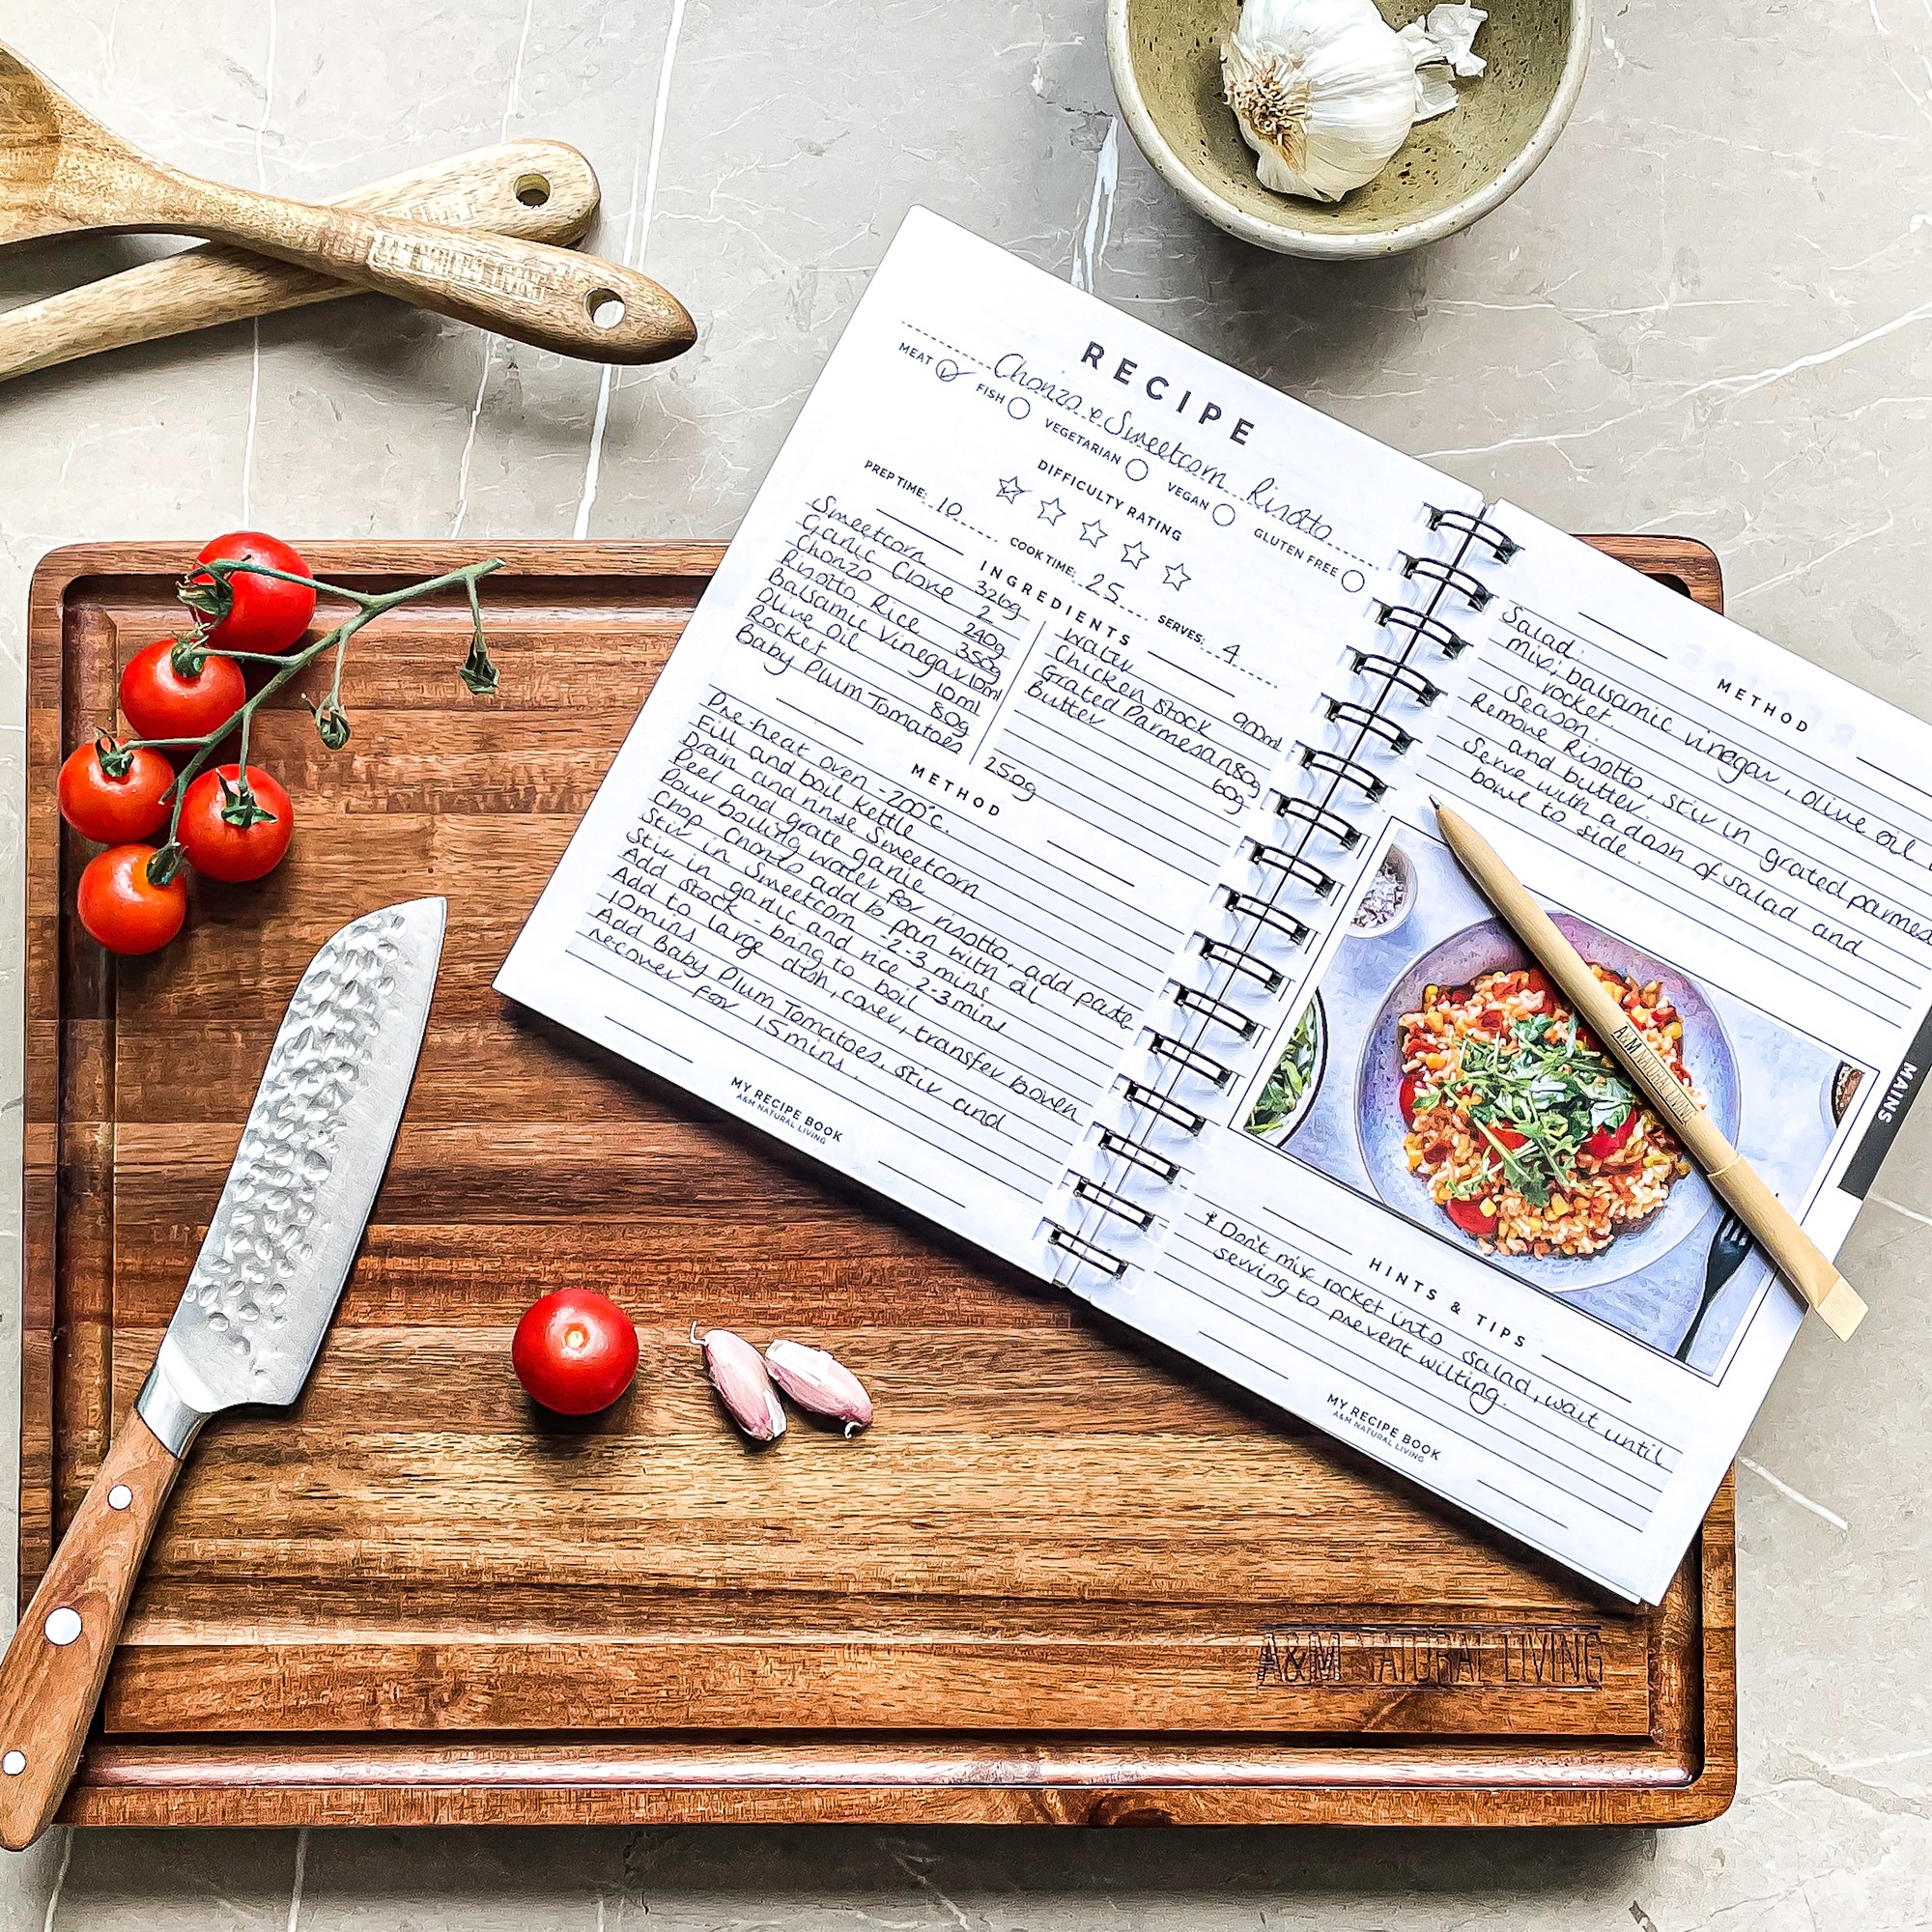 RECIPE
Chorizo & Sweetcorn Risotto
MEAT FISH VEGETARIAN VEGAN GLUTEN FREE
DIFFICULTY RATING
PREP TIME: 10 COOK TIME: 25 SERVES: 4
INGREDIENTS
Sweetcorn 326g
Garlic Clove 2
Chorizo 240g
Risotto Rice 350g
Balsamic Vinegar 10ml
Olive Oil 10ml
Rocket 80g
Baby Plum Tomatoes 250g
Water
Chicken Stock 900ml
Grated Parmesan 80g
Butter 60g
METHOD
Pre-heat oven - 200°c.
Fill and boil kettle
Drain and rinse Sweetcorn
Peel and grate garlic
Pour boiling water for risotto, add paste
Chop Chorizo add to pan with oil
Stir in Sweetcorn - 2-3 mins
Stir in garlic and rice 2-3 mins
Add stock - bring to boil
Add to large dish, cover, transfer to oven
10 mins
Add Baby Plum Tomatoes, stir and
recover for 15 mins.
MY RECIPE BOOK
A&M NATURAL LIVING
METHOD
Salad:
mix; balsamic vinegar, olive oil
rocket.
Season.
Remove Risotto, stir in grated parmesan
and butter.
Serve with a dash of salad and
bowl to side.
MAINS
A&M NATURAL LIVING
HINTS & TIPS
* Don't mix rocket into salad, wait until
serving to prevent wilting.
MY RECIPE BOOK
A&M NATURAL LIVING
A&M NATURAL LIVING